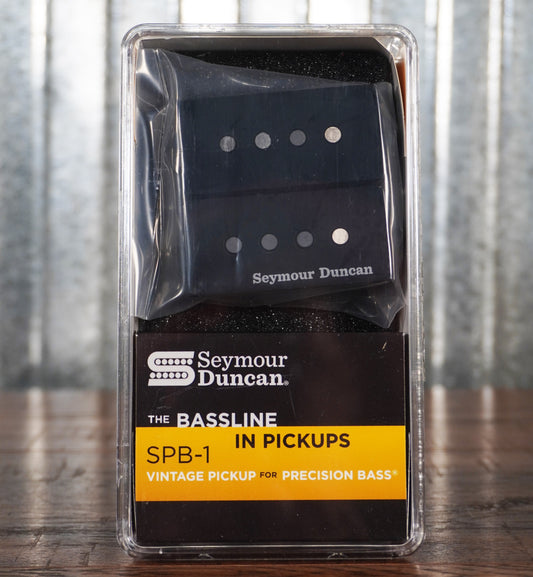 Seymour Duncan
Seymour
Duncan®
THE BASSLINE
IN PICKUPS
SPB-1
VINTAGE PICKUP FOR PRECISION BASS®